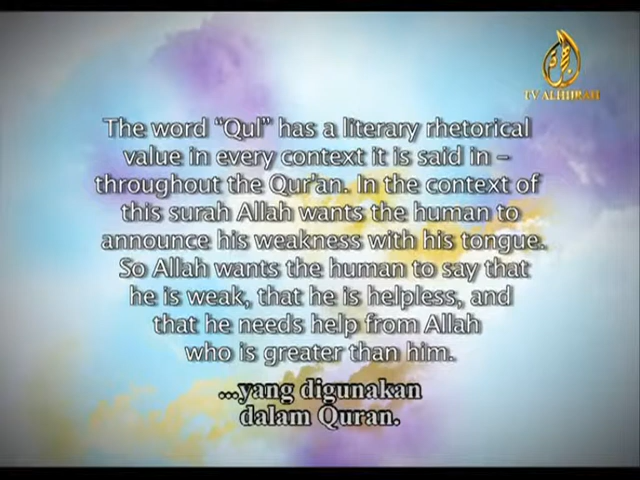 TV ALHIJRAH
The word “Qul” has a literary rhetorical
value in every context it is said in –
throughout the Qur'an. In the context of
this surah Allah wants the human to
announce his weakness with his tongue.
So Allah wants the human to say that
he is weak, that he is helpless, and
that he needs help from Allah
who is greater than him.
...yang digunakan
dalam Quran.